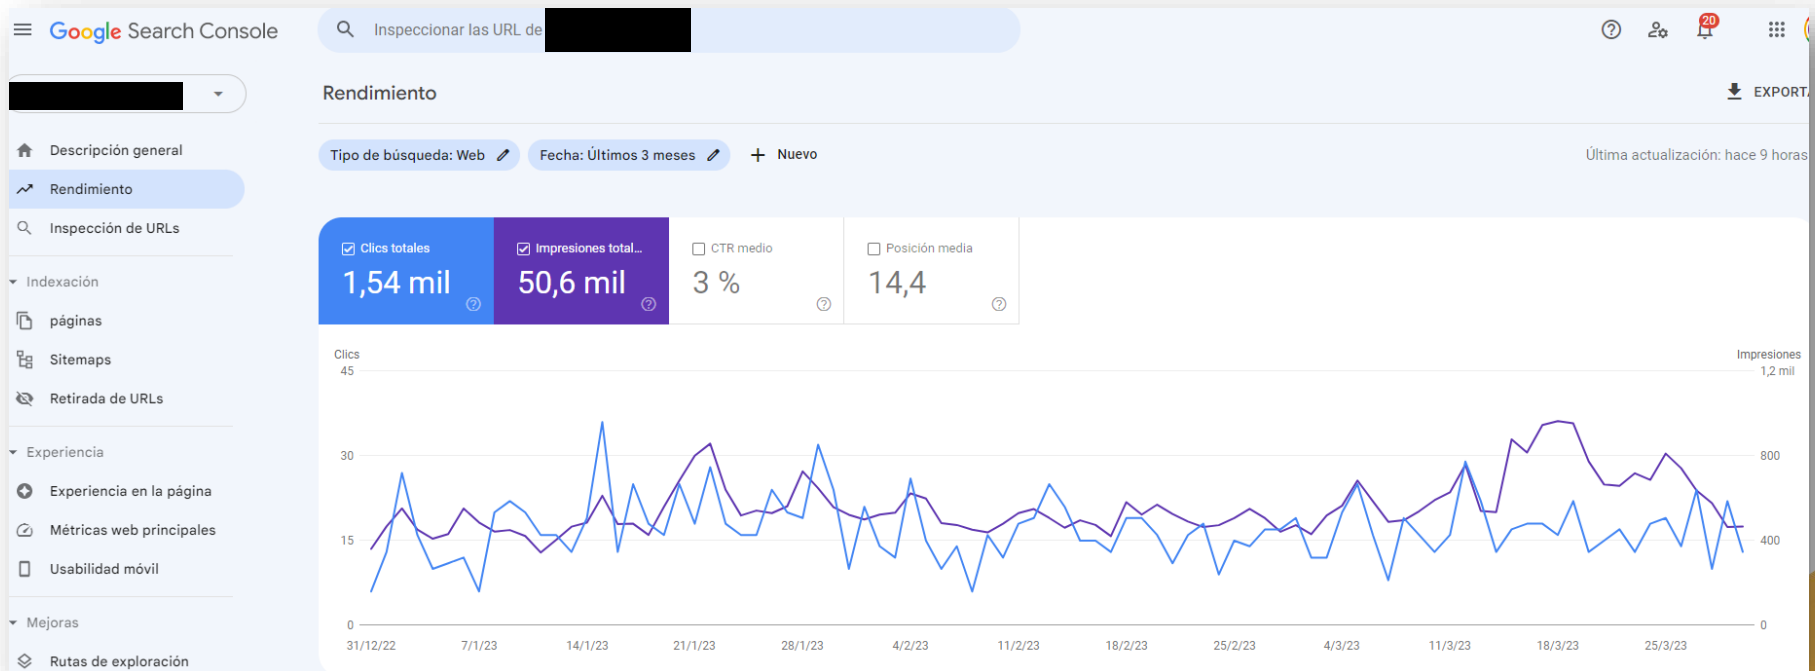 Google Search Console
Inspeccionar las URL de
20
Rendimiento
EXPORTA
Descripción general
Rendimiento
Inspección de URLs
Indexación
páginas
Sitemaps
Retirada de URLs
Experiencia
Experiencia en la página
Métricas web principales
Usabilidad móvil
Mejoras
Rutas de exploración
Tipo de búsqueda: Web
Fecha: Últimos 3 meses
Nuevo
Última actualización: hace 9 horas
Clics totales
1,54 mil
Impresiones total...
50,6 mil
CTR medio
3 %
Posición media
14,4
Clics
45
30
15
0
Impresiones
1,2 mil
800
400
0
31/12/22
7/1/23
14/1/23
21/1/23
28/1/23
4/2/23
11/2/23
18/2/23
25/2/23
4/3/23
11/3/23
18/3/23
25/3/23